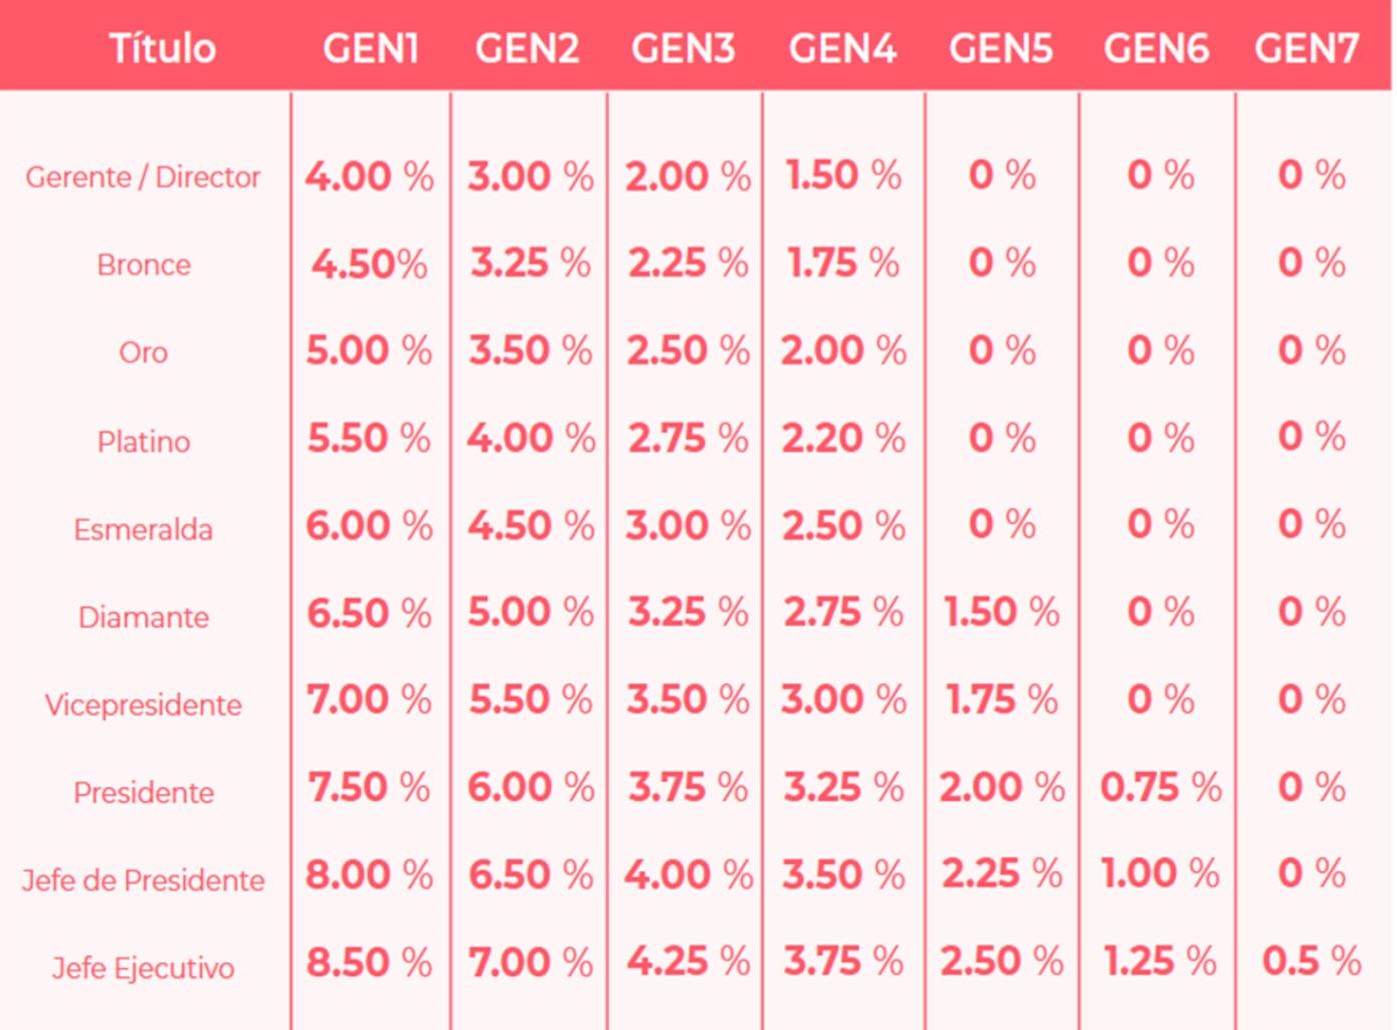 Título GEN1 GEN2 GEN3 GEN4 GEN5 GEN6 GEN7
Gerente / Director 4.00 % 3.00 % 2.00 % 1.50 % 0 % 0 % 0 %
Bronce 4.50% 3.25 % 2.25 % 1.75 % 0 % 0 % 0 %
Oro 5.00 % 3.50 % 2.50 % 2.00 % 0 % 0 % 0 %
Platino 5.50 % 4.00 % 2.75 % 2.20 % 0 % 0 % 0 %
Esmeralda 6.00 % 4.50 % 3.00 % 2.50 % 0 % 0 % 0 %
Diamante 6.50 % 5.00 % 3.25 % 2.75 % 1.50 % 0 % 0 %
Vicepresidente 7.00 % 5.50 % 3.50 % 3.00 % 1.75 % 0 % 0 %
Presidente 7.50 % 6.00 % 3.75 % 3.25 % 2.00 % 0.75 % 0 %
Jefe de Presidente 8.00 % 6.50 % 4.00 % 3.50 % 2.25 % 1.00 % 0 %
Jefe Ejecutivo 8.50 % 7.00 % 4.25 % 3.75 % 2.50 % 1.25 % 0.5 %